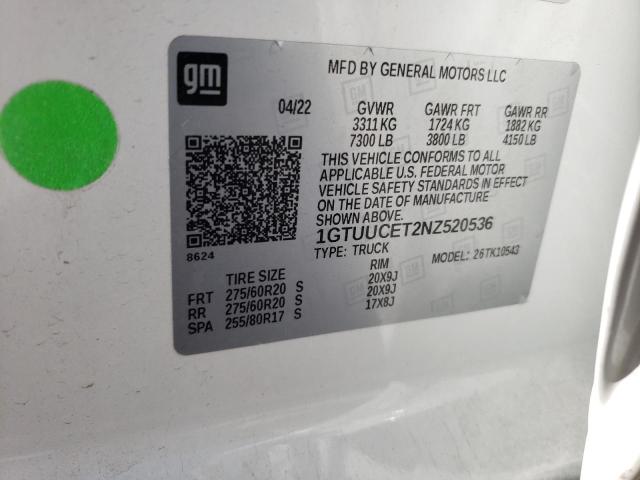 gm
MFD BY GENERAL MOTORS LLC
04/22 GVWR GAWR FRT GAWR RR
3311 KG 1724 KG 1882 KG
7300 LB 3800 LB 4150 LB
THIS VEHICLE CONFORMS TO ALL
APPLICABLE U.S. FEDERAL MOTOR
VEHICLE SAFETY STANDARDS IN EFFECT
ON THE DATE OF MANUFACTURE
SHOWN ABOVE.
1GTUUCET2NZ520536
8624
TYPE: TRUCK MODEL: 26TK10543
TIRE SIZE RIM
FRT 275/60R20 S 20X9J
RR 275/60R20 S 20X9J
SPA 255/80R17 S 17X8J